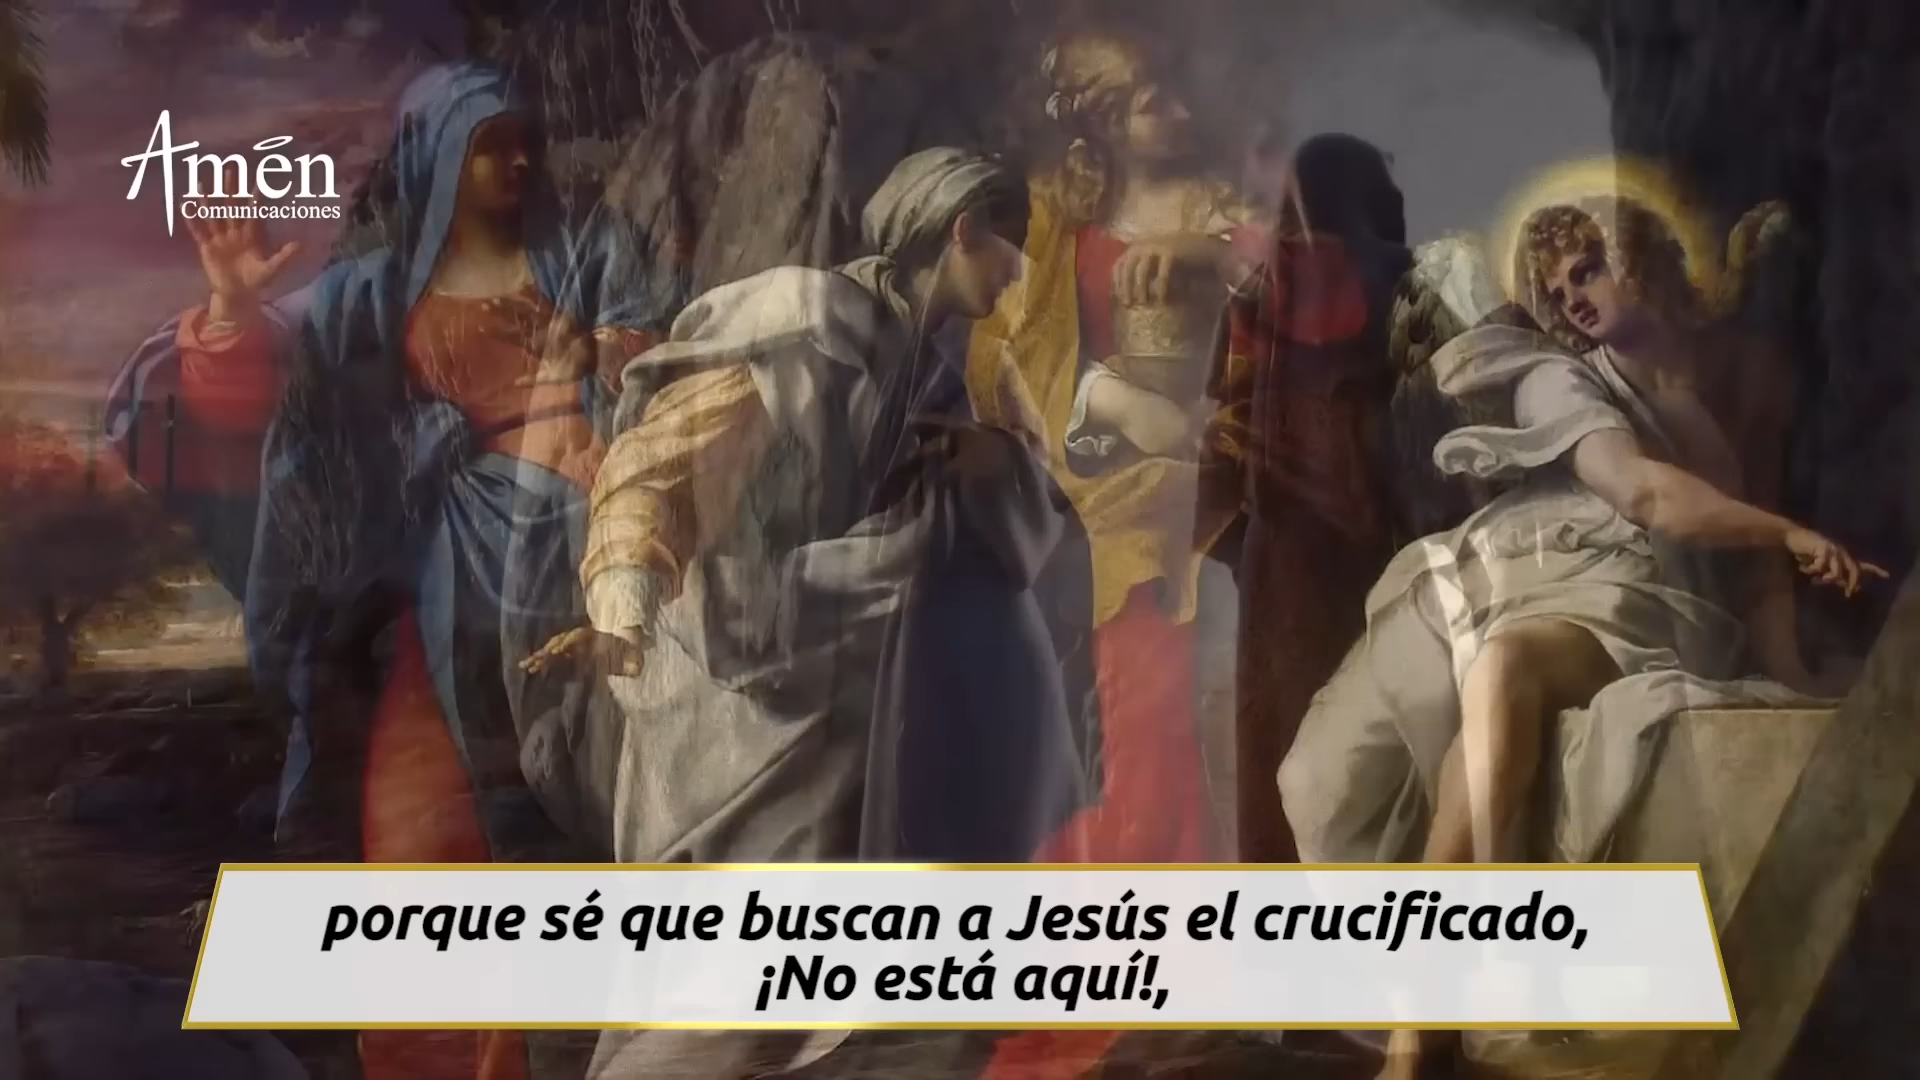 Amén
Comunicaciones
porque sé que buscan a Jesús el crucificado,
¡No está aquí!,